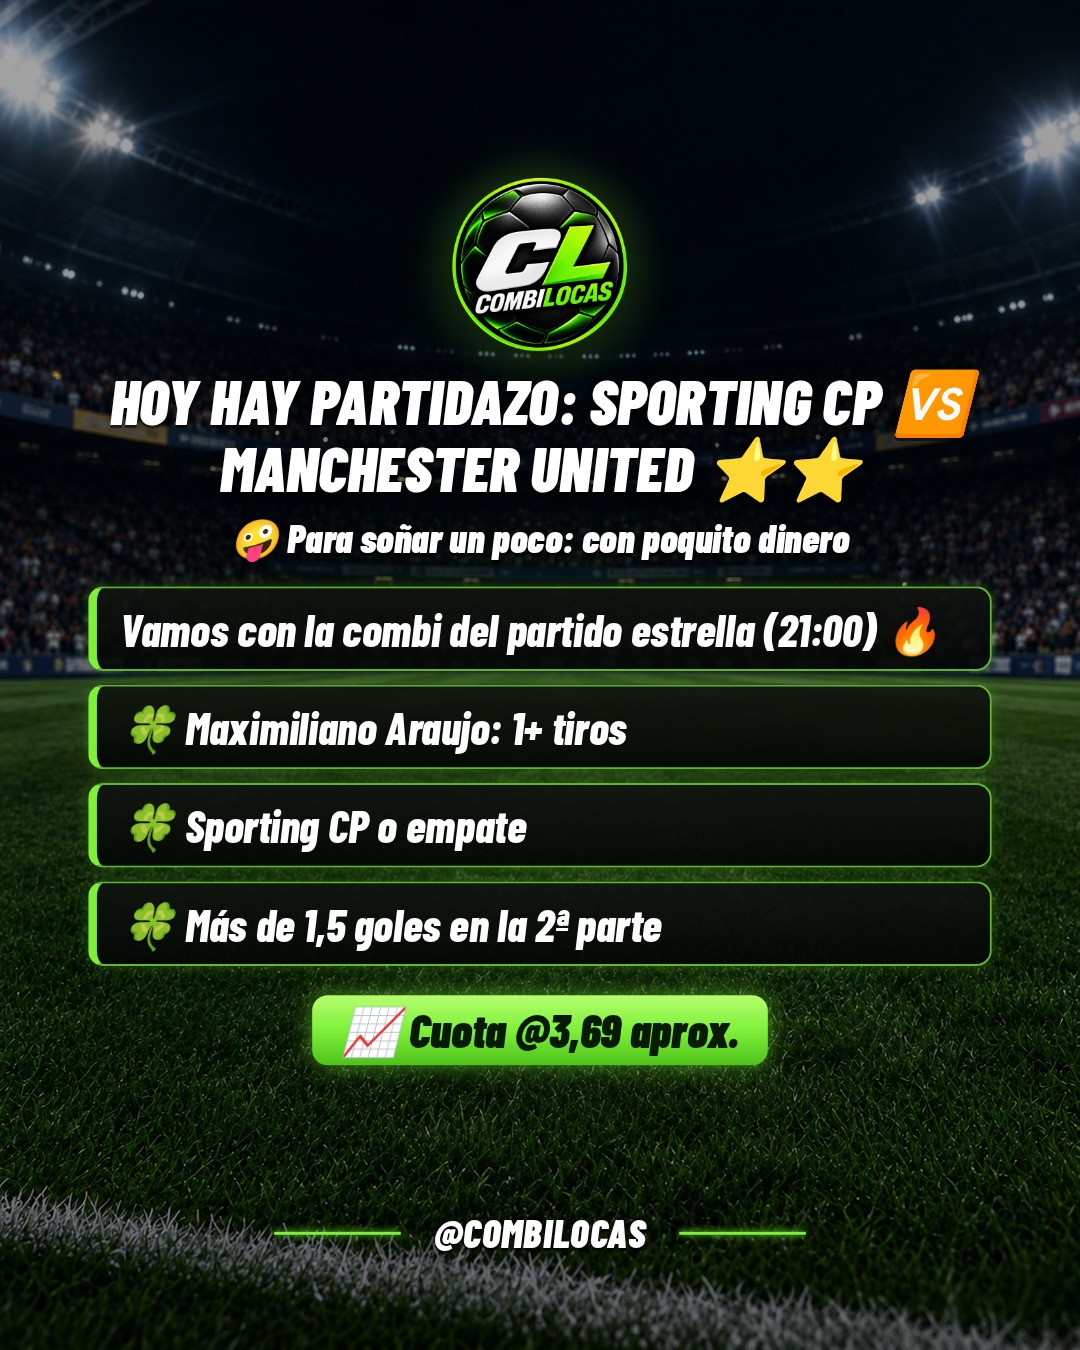 CL
COMBILOCAS
HOY HAY PARTIDAZO: SPORTING CP 🆚
MANCHESTER UNITED ⭐⭐
🤪 Para soñar un poco: con poquito dinero
Vamos con la combi del partido estrella (21:00) 🔥
🍀 Maximiliano Araujo: 1+ tiros
🍀 Sporting CP o empate
🍀 Más de 1,5 goles en la 2ª parte
📈 Cuota @3,69 aprox.
@COMBILOCAS